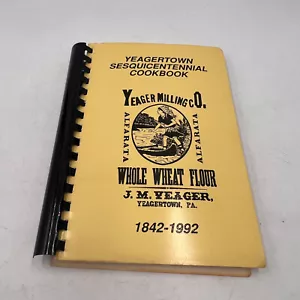 YEAGERTOWN
SESQUICENTENNIAL
COOKBOOK
YEAGER MILLING CO.
ALFARATA
ALFARATA
WHOLE WHEAT FLOUR
J. M. YEAGER,
YEAGERTOWN, PA.
1842-1992